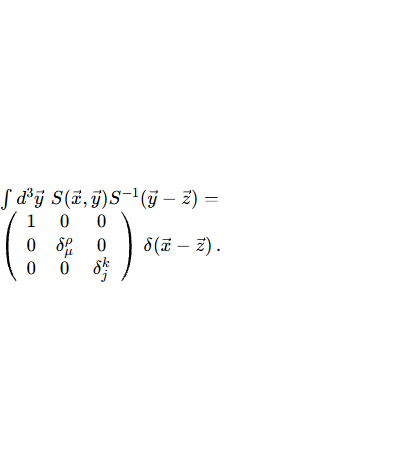 ∫ d³y⃗ S(x⃗, y⃗)S⁻¹(y⃗ − z⃗) =
( 1 0 0
0 δ^ρ_μ 0
0 0 δ^k_j ) δ(x⃗ − z⃗) .